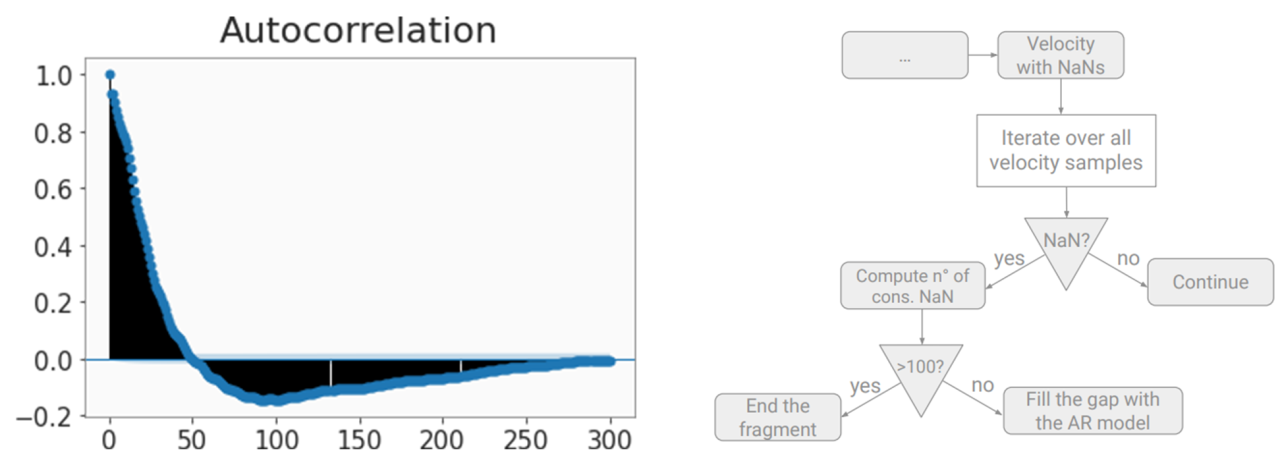 Autocorrelation
1.0
0.8
0.6
0.4
0.2
0.0
−0.2
0 50 100 150 200 250 300
...
Velocity
with NaNs
Iterate over all
velocity samples
NaN?
yes
no
Compute n° of
cons. NaN
Continue
>100?
yes
no
End the
fragment
Fill the gap with
the AR model